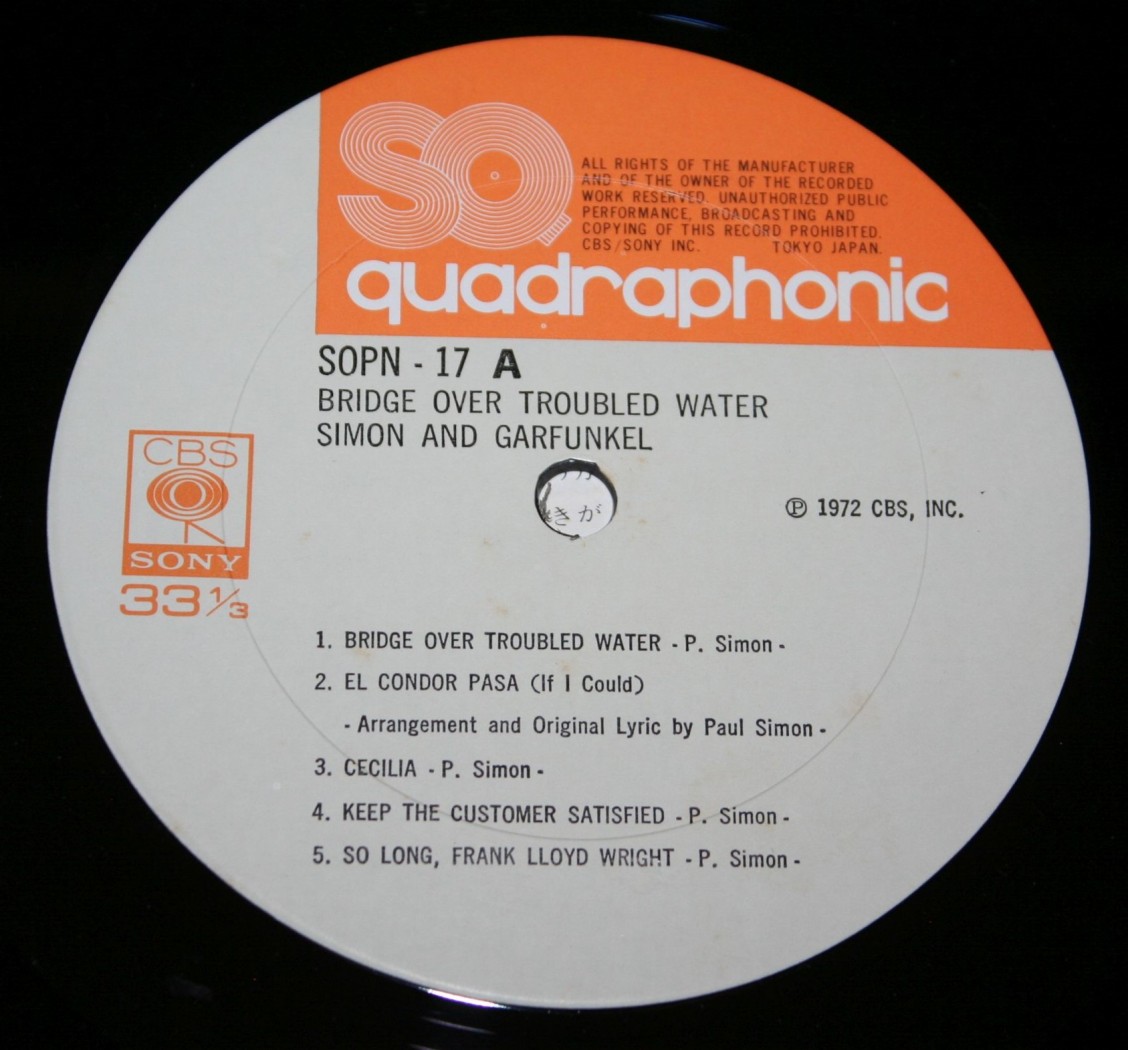 SQ
ALL RIGHTS OF THE MANUFACTURER
AND OF THE OWNER OF THE RECORDED
WORK RESERVED. UNAUTHORIZED PUBLIC
PERFORMANCE, BROADCASTING AND
COPYING OF THIS RECORD PROHIBITED.
CBS/SONY INC. TOKYO JAPAN.
quadraphonic
SOPN - 17 A
BRIDGE OVER TROUBLED WATER
SIMON AND GARFUNKEL
きが
CBS
SONY
33 1/3
Ⓟ 1972 CBS, INC.
1. BRIDGE OVER TROUBLED WATER - P. Simon -
2. EL CONDOR PASA (If I Could)
- Arrangement and Original Lyric by Paul Simon -
3. CECILIA - P. Simon -
4. KEEP THE CUSTOMER SATISFIED - P. Simon -
5. SO LONG, FRANK LLOYD WRIGHT - P. Simon -